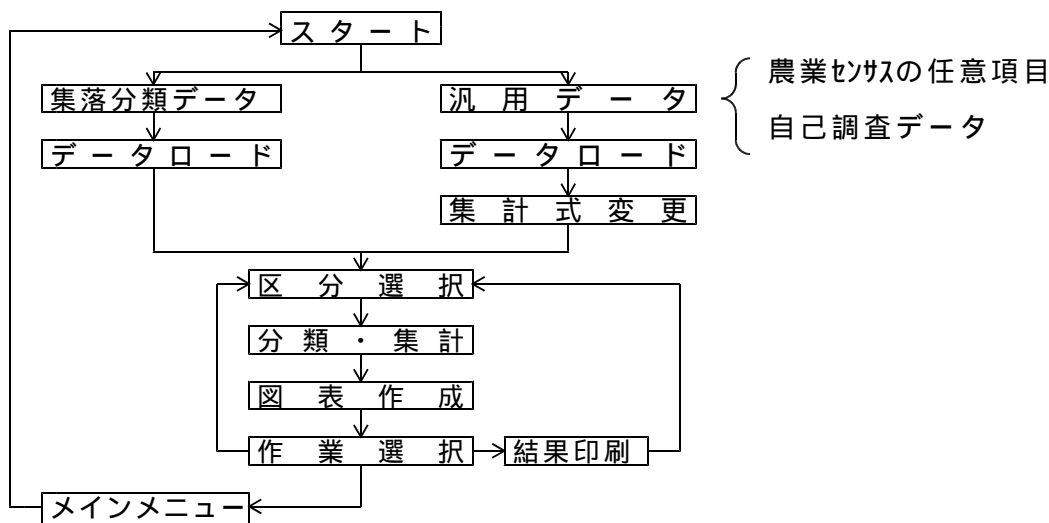 スタート
農業センサスの任意項目
集落分類データ
汎用データ
自己調査データ
データロード
データロード
集計式変更
区分選択
分類・集計
図表作成
作業選択
結果印刷
メインメニュー